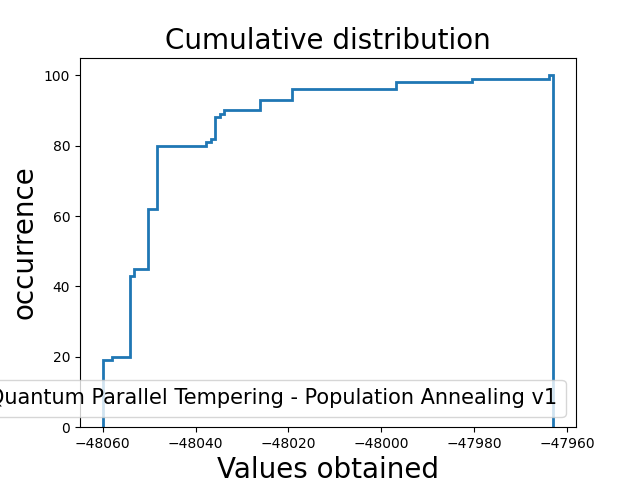 Cumulative distribution
100
80
60
40
20
0
occurrence
Quantum Parallel Tempering - Population Annealing v1
−48060 −48040 −48020 −48000 −47980 −47960
Values obtained